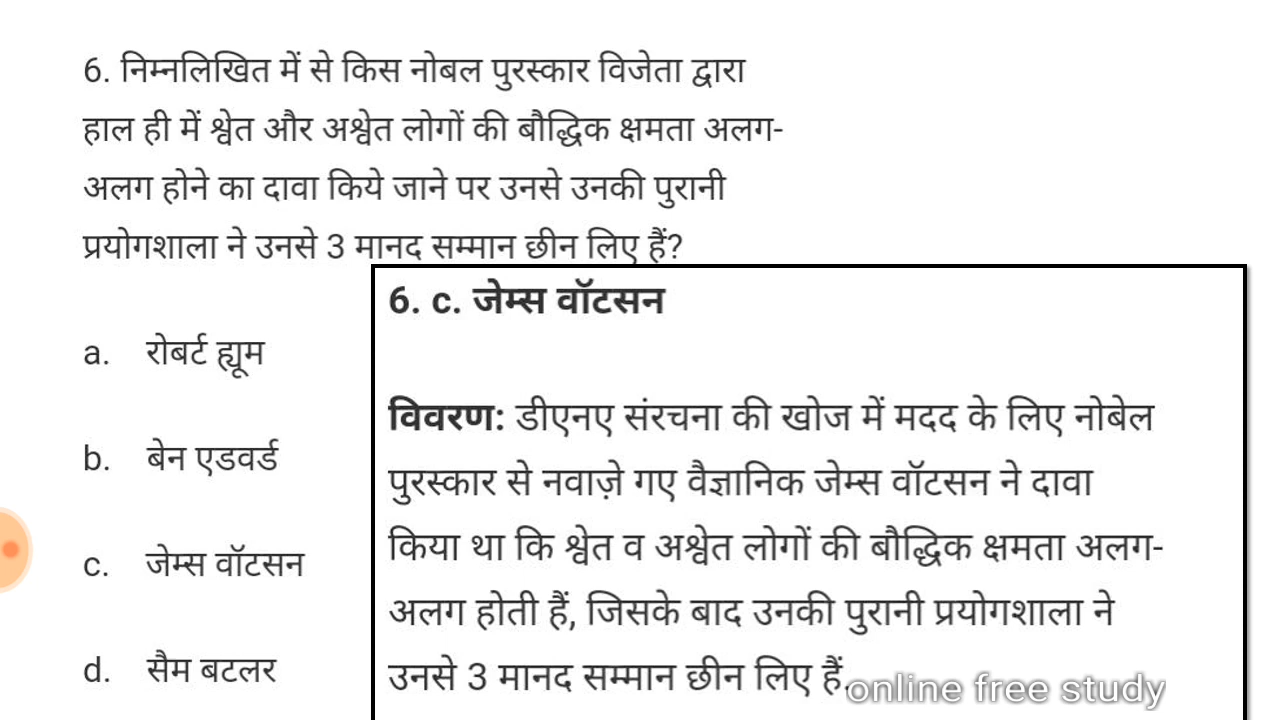 6. निम्नलिखित में से किस नोबल पुरस्कार विजेता द्वारा
हाल ही में श्वेत और अश्वेत लोगों की बौद्धिक क्षमता अलग-
अलग होने का दावा किये जाने पर उनसे उनकी पुरानी
प्रयोगशाला ने उनसे 3 मानद सम्मान छीन लिए हैं?
a. रोबर्ट ह्यूम
b. बेन एडवर्ड
c. जेम्स वॉटसन
d. सैम बटलर
6. c. जेम्स वॉटसन
विवरण: डीएनए संरचना की खोज में मदद के लिए नोबेल
पुरस्कार से नवाज़े गए वैज्ञानिक जेम्स वॉटसन ने दावा
किया था कि श्वेत व अश्वेत लोगों की बौद्धिक क्षमता अलग-
अलग होती हैं, जिसके बाद उनकी पुरानी प्रयोगशाला ने
उनसे 3 मानद सम्मान छीन लिए हैं.
online free study